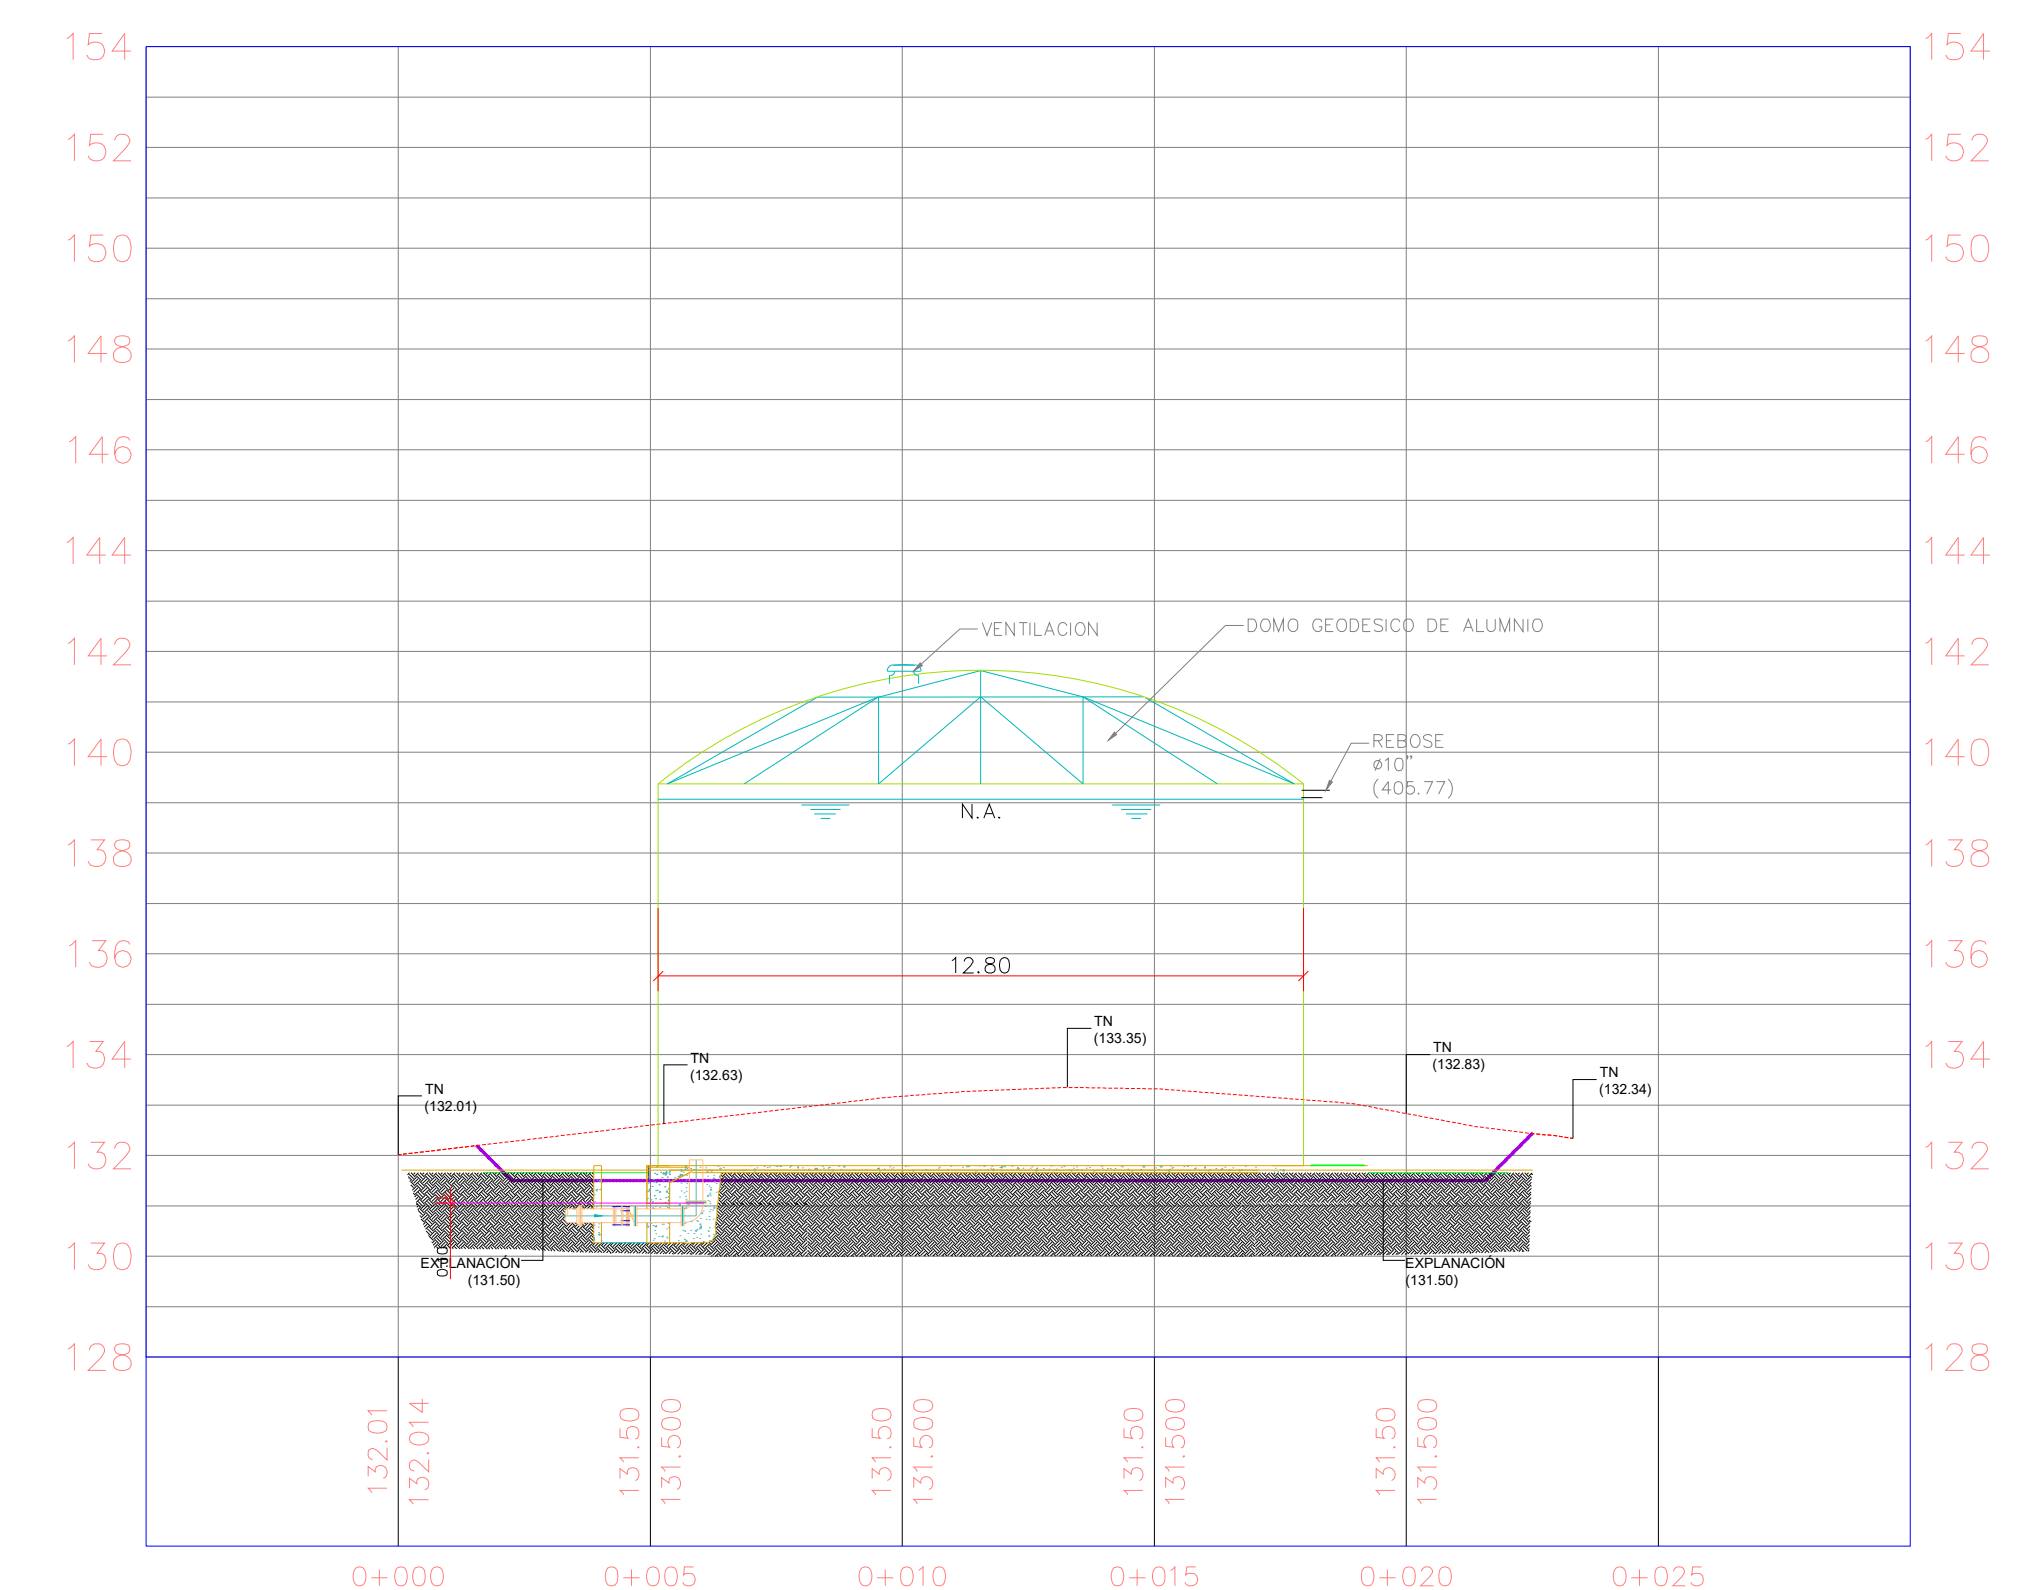 154 154
152 152
150 150
148 148
146 146
144 144
142 142
VENTILACION
DOMO GEODESICO DE ALUMNIO
140 140
REBOSE
ø10"
(405.77)
N.A.
138 138
136 136
12.80
134 134
TN
(133.35)
TN
(132.63)
TN
(132.83)
TN
(132.34)
TN
(132.01)
132 132
130 130
EXPLANACIÓN
(131.50)
EXPLANACIÓN
(131.50)
128 128
132.01
132.014
131.50
131.500
131.50
131.500
131.50
131.500
131.50
131.500
0+000 0+005 0+010 0+015 0+020 0+025